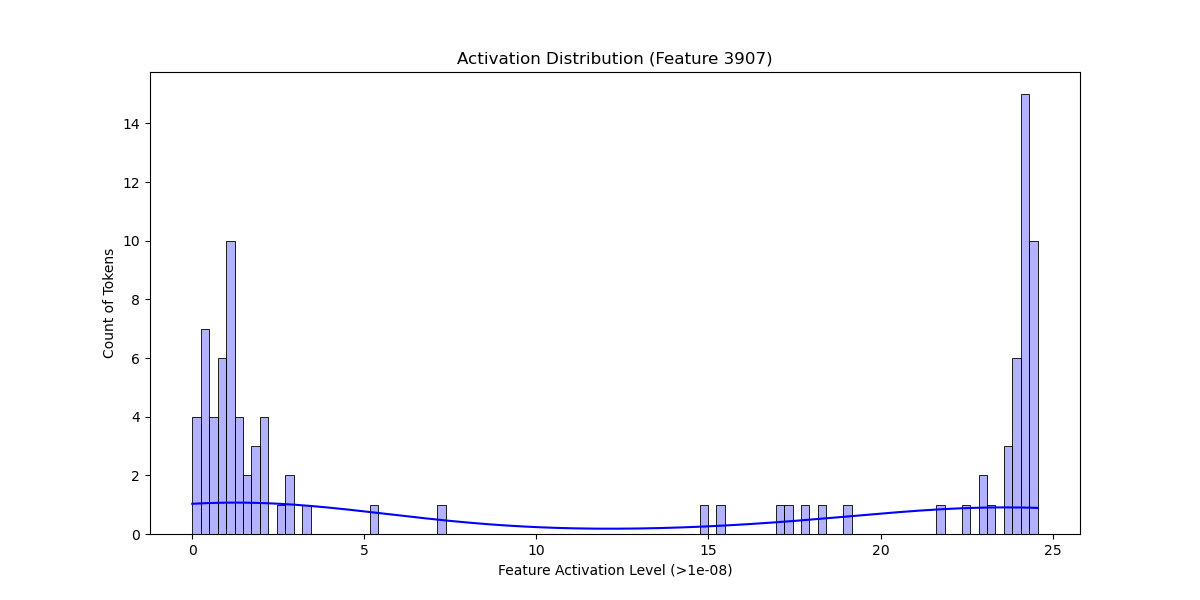 Activation Distribution (Feature 3907)
Count of Tokens
14
12
10
8
6
4
2
0
0 5 10 15 20 25
Feature Activation Level (>1e-08)